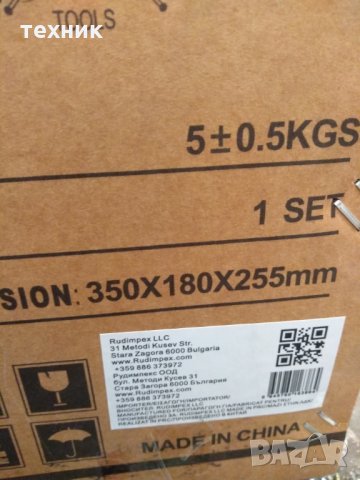 техник
TOOLS
5±0.5KGS
1 SET
SION: 350X180X255mm
Rudimpex LLC
31 Metodi Kusev Str.
Stara Zagora 6000 Bulgaria
www.Rudimpex.com
+359 886 373972
Рудимпекс ООД
бул. Методи Кусев 31
Стара Загора 6000 България
www.Rudimpex.com
+359 886 373972
MADE IN CHINA
bazar